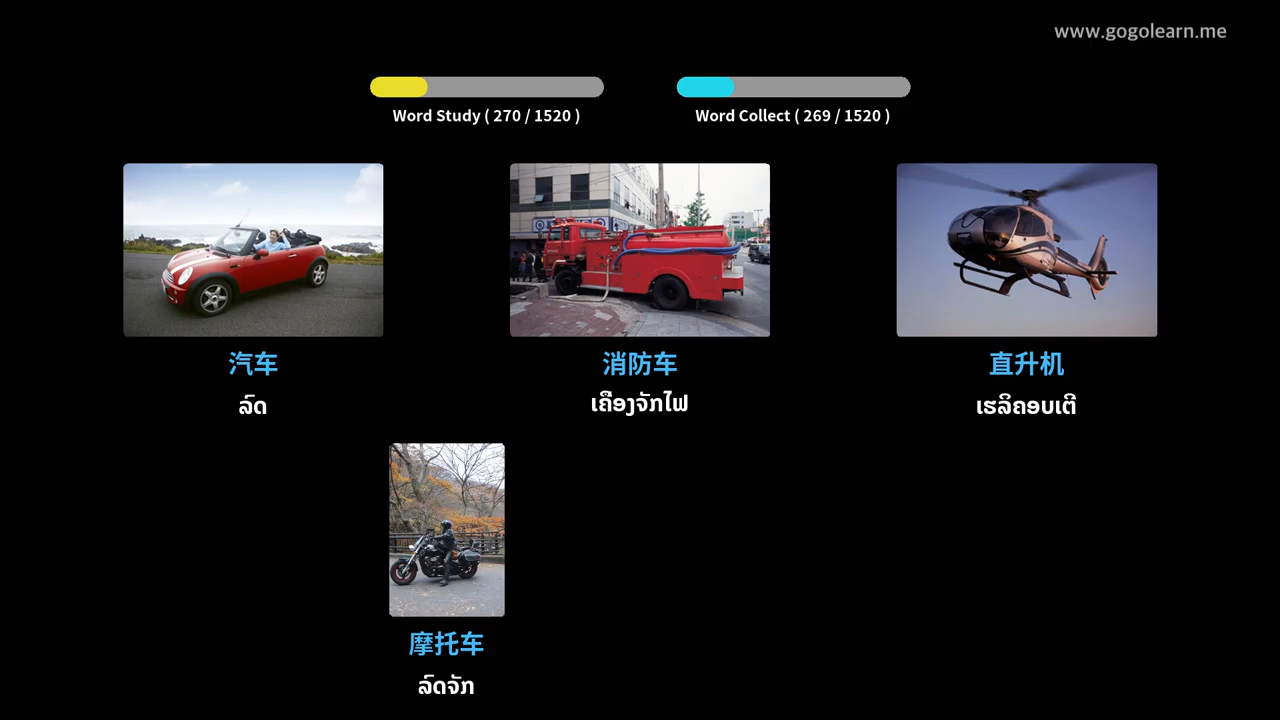 www.gogolearn.me
Word Study ( 270 / 1520 )
Word Collect ( 269 / 1520 )
汽车
消防车
直升机
ລົດ
ເຄືອງຈັກໄຟ
ເຮລິຄອບເຕີ
摩托车
ລົດຈັກ